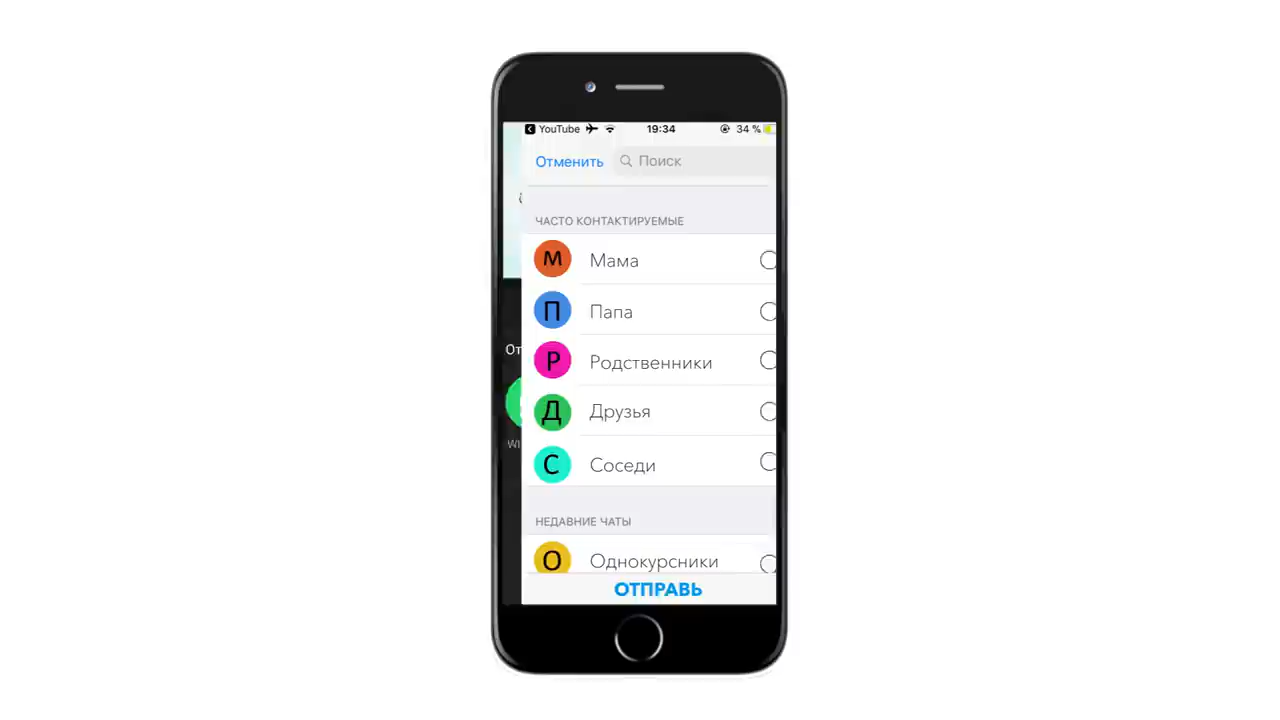 YouTube 19:34 34 %
Отменить Поиск
ЧАСТО КОНТАКТИРУЕМЫЕ
М Мама
П Папа
Р Родственники
Д Друзья
С Соседи
НЕДАВНИЕ ЧАТЫ
О Однокурсники
ОТПРАВЬ